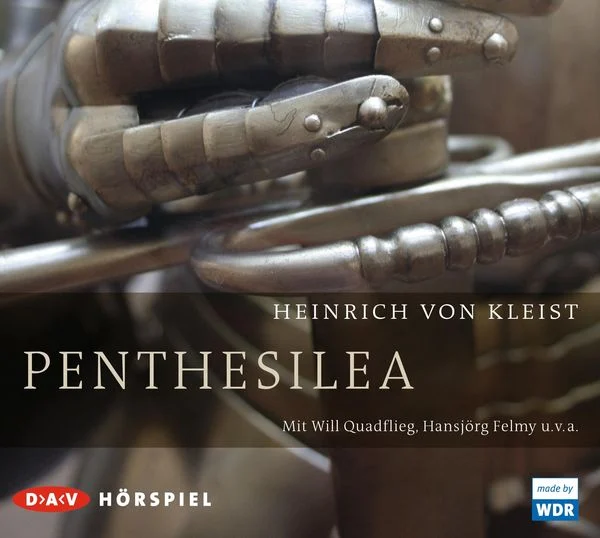 HEINRICH VON KLEIST
PENTHESILEA
Mit Will Quadflieg, Hansjörg Felmy u.v.a.
D>A<V HÖRSPIEL
made by
WDR